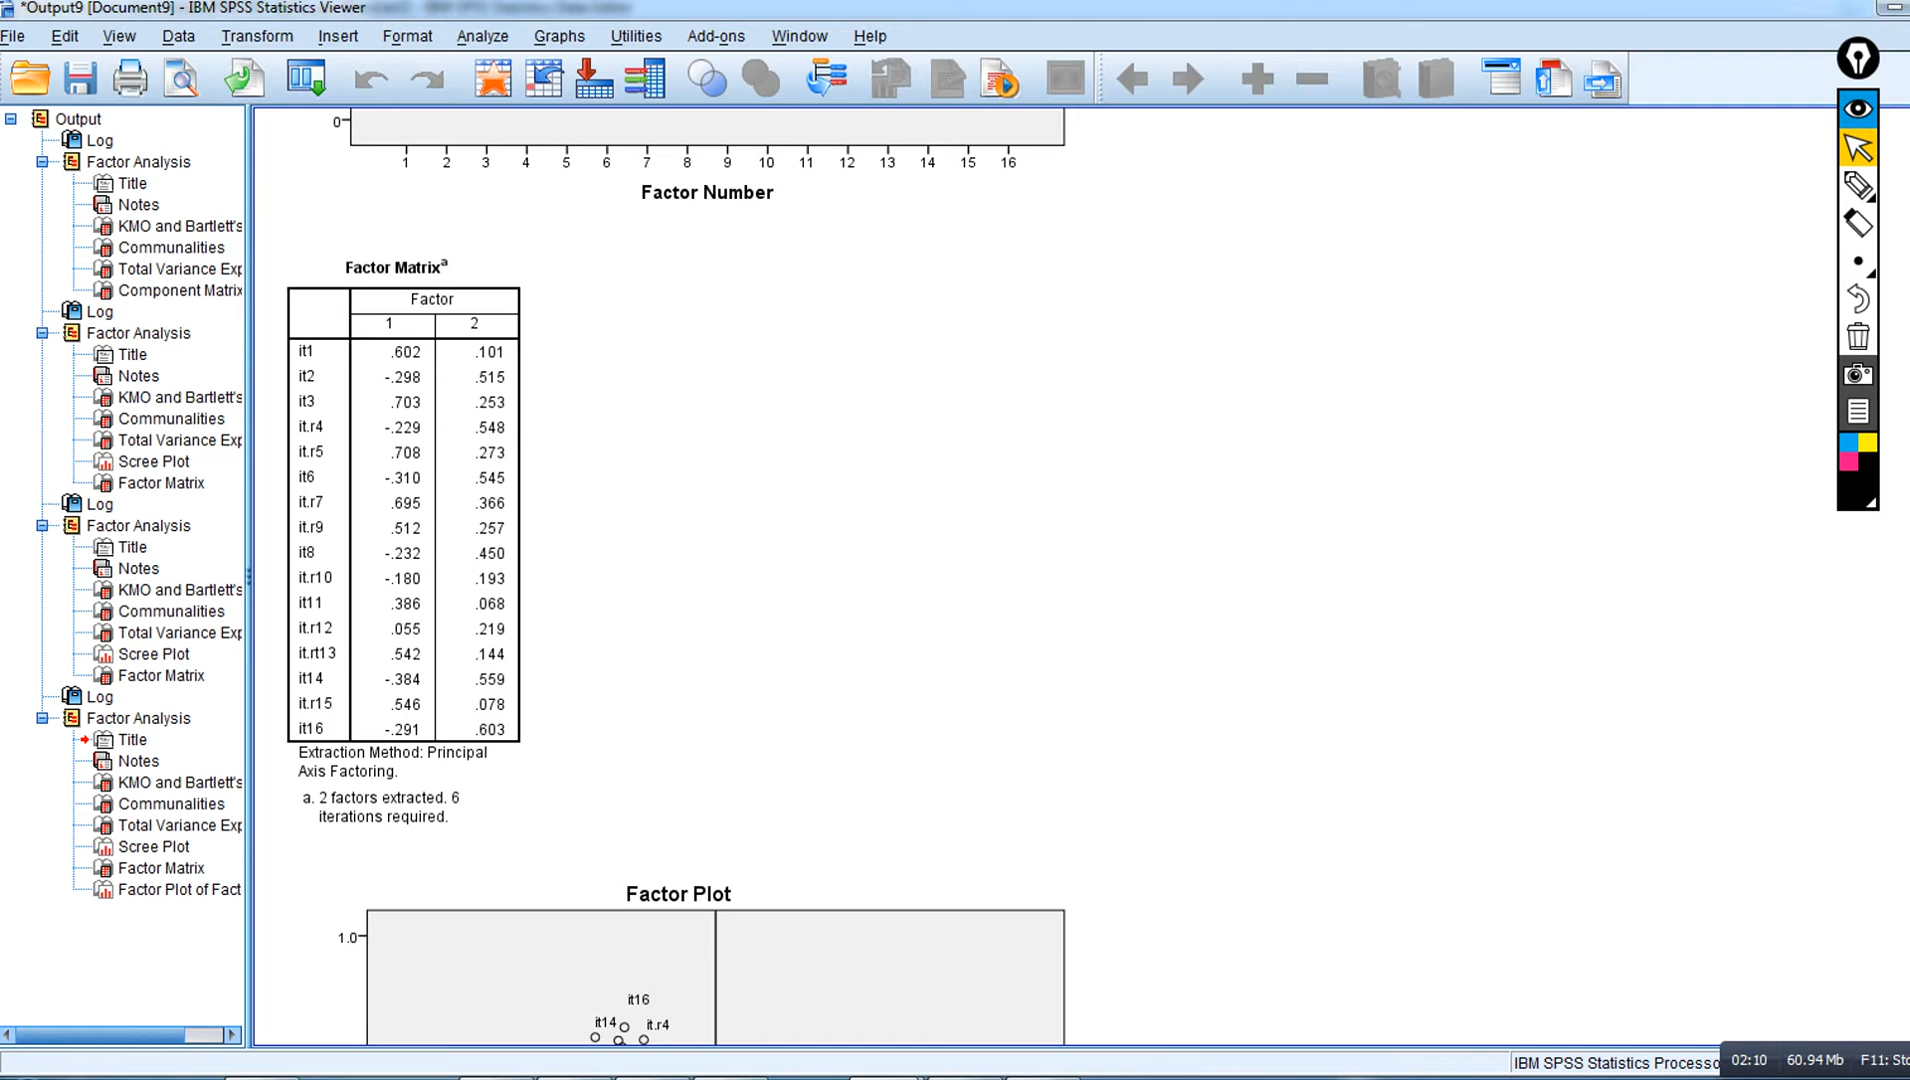 *Output9 [Document9] - IBM SPSS Statistics Viewer
File Edit View Data Transform Insert Format Analyze Graphs Utilities Add-ons Window Help
Output
Log
Factor Analysis
Title
Notes
KMO and Bartlett's
Communalities
Total Variance Exp
Component Matrix
Log
Factor Analysis
Title
Notes
KMO and Bartlett's
Communalities
Total Variance Exp
Scree Plot
Factor Matrix
Log
Factor Analysis
Title
Notes
KMO and Bartlett's
Communalities
Total Variance Exp
Scree Plot
Factor Matrix
Log
Factor Analysis
Title
Notes
KMO and Bartlett's
Communalities
Total Variance Exp
Scree Plot
Factor Matrix
Factor Plot of Fact
0
1 2 3 4 5 6 7 8 9 10 11 12 13 14 15 16
Factor Number
Factor Matrixa
Factor
1 2
it1 .602 .101
it2 -.298 .515
it3 .703 .253
it.r4 -.229 .548
it.r5 .708 .273
it6 -.310 .545
it.r7 .695 .366
it.r9 .512 .257
it8 -.232 .450
it.r10 -.180 .193
it11 .386 .068
it.r12 .055 .219
it.rt13 .542 .144
it14 -.384 .559
it.r15 .546 .078
it16 -.291 .603
Extraction Method: Principal
Axis Factoring.
a. 2 factors extracted. 6
iterations required.
Factor Plot
1.0
it16
it14 it.r4
IBM SPSS Statistics Processo
02:10 60.94 Mb F11: Sto